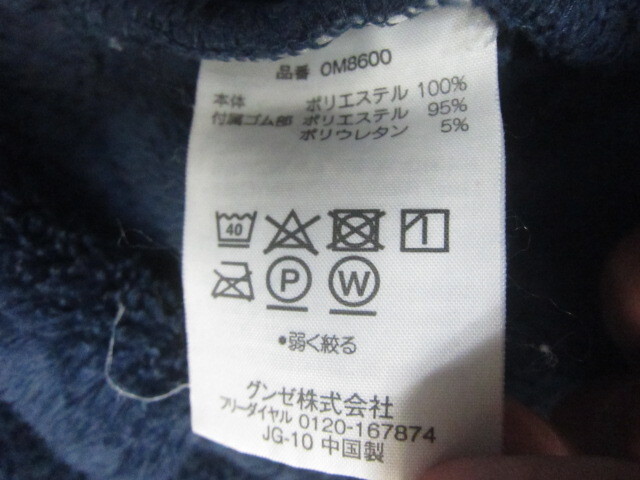 品番 OM8600
本体 ポリエステル 100%
付属ゴム部 ポリエステル 95%
ポリウレタン 5%
40
P W
•弱く絞る
グンゼ株式会社
フリーダイヤル 0120-167874
JG-10 中国製